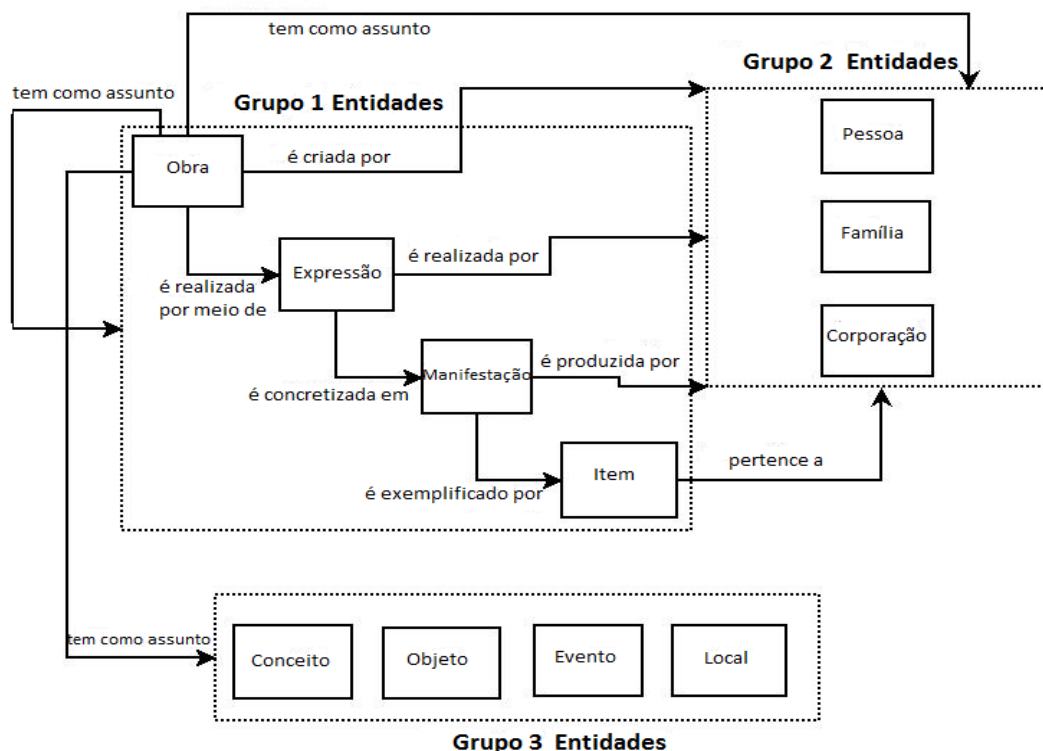 tem como assunto
Grupo 2  Entidades
tem como assunto
Grupo 1 Entidades
Pessoa
é criada por
Obra
Família
é realizada por
Expressão
é realizada
por meio de
Corporação
é produzida por
Manifestação
é concretizada em
pertence a
Item
é exemplificado por
tem como assunto
Conceito
Objeto
Evento
Local
Grupo 3  Entidades